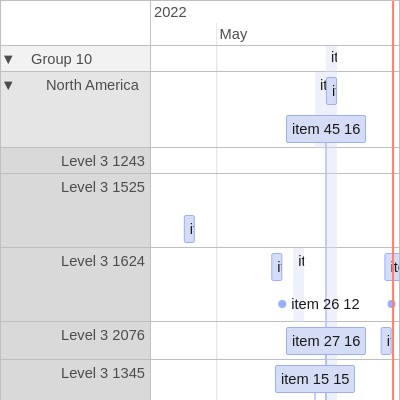 2022
May
▼ Group 10
it
▼ North America
it
i
item 45 16
Level 3 1243
Level 3 1525
i
Level 3 1624
i
it
it
item 26 12
Level 3 2076
item 27 16
i
Level 3 1345
item 15 15